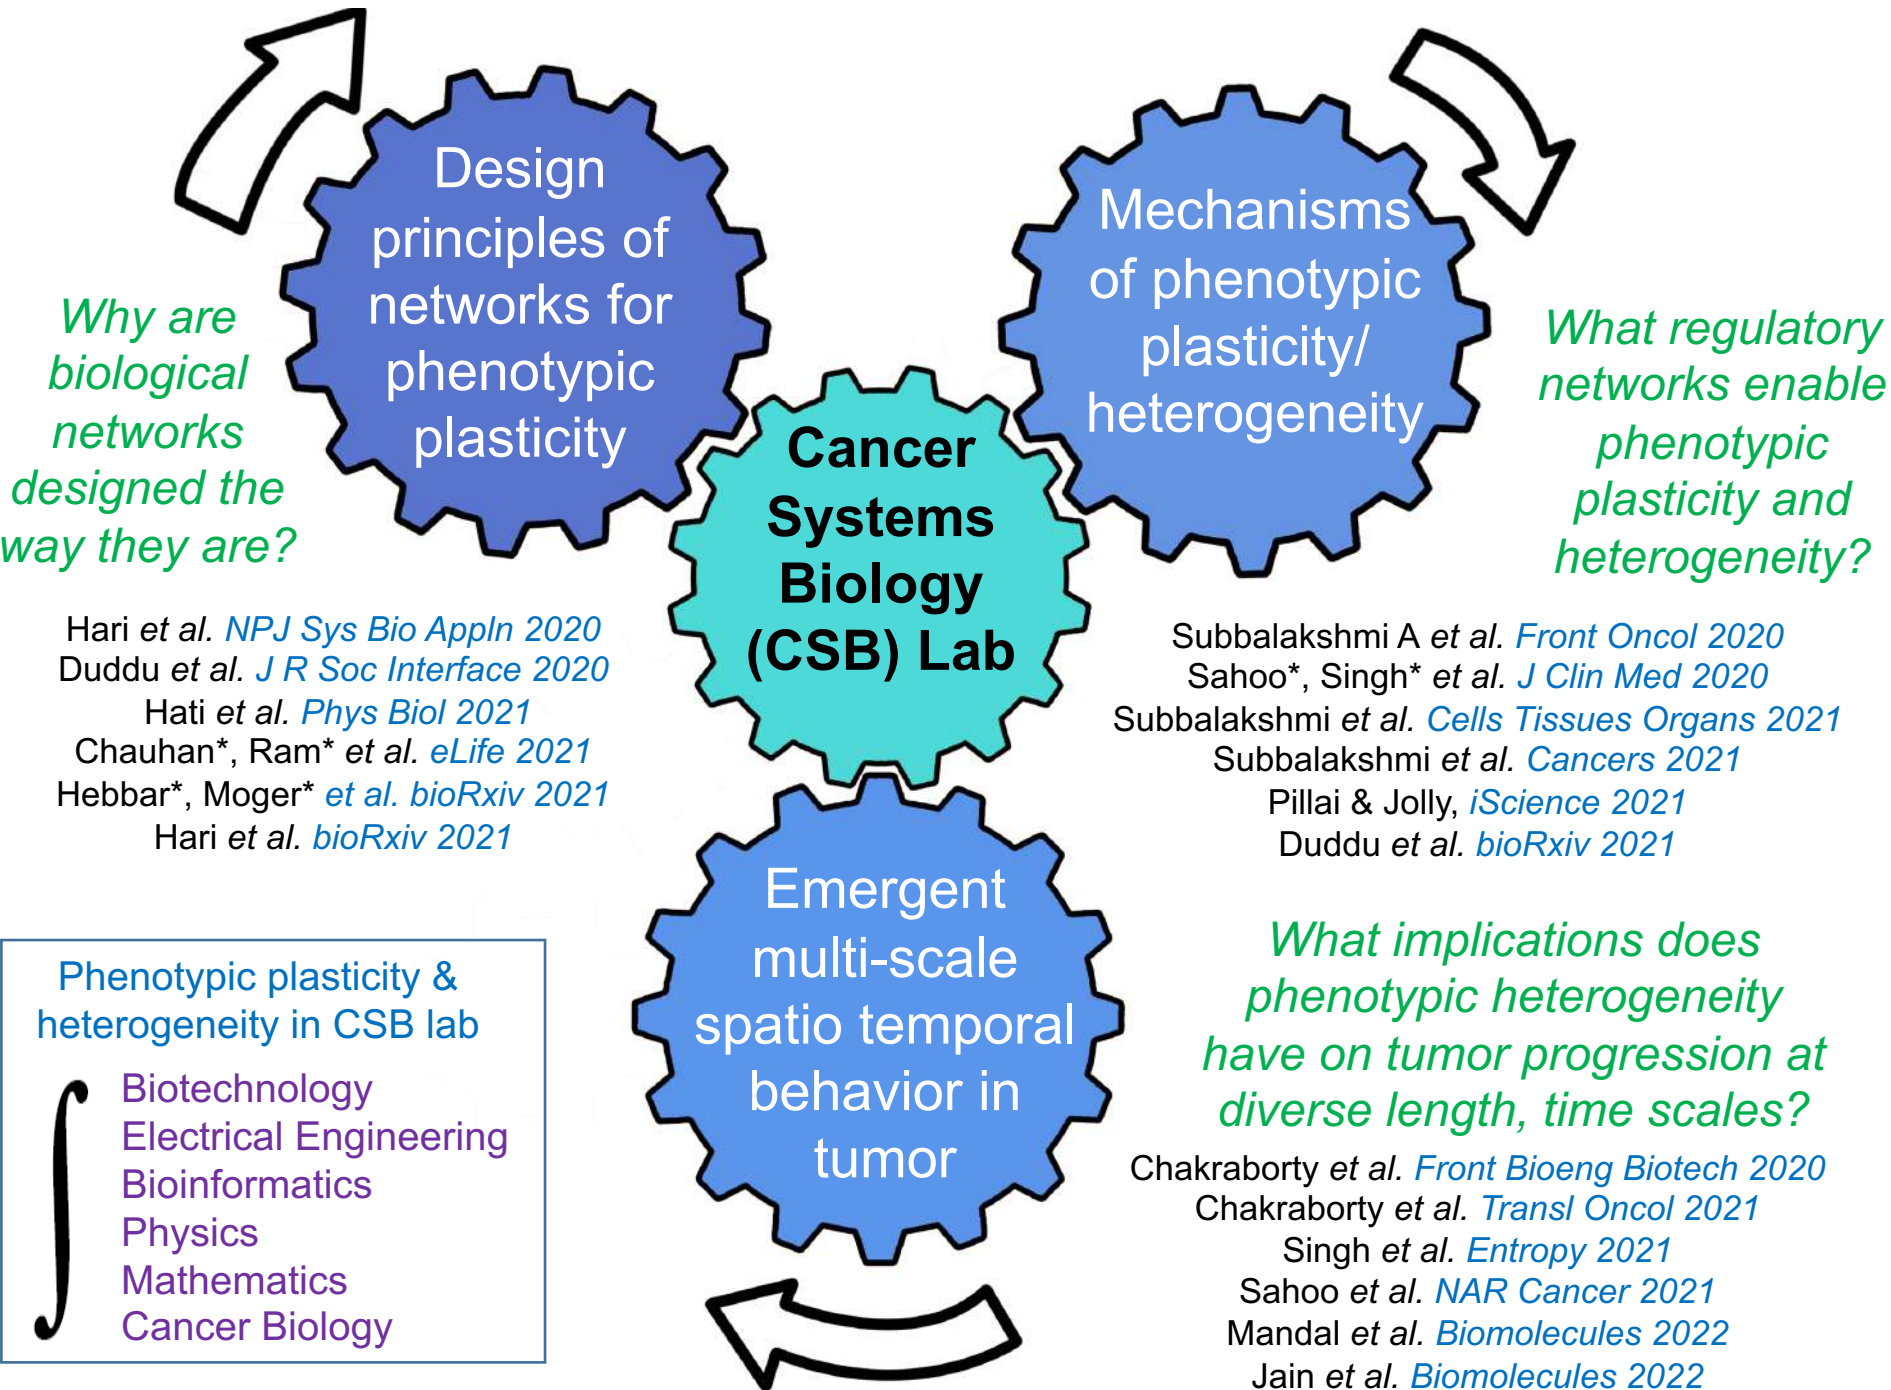 Design
principles of
networks for
phenotypic
plasticity
Mechanisms
of phenotypic
plasticity/
heterogeneity
Why are
biological
networks
designed the
way they are?
Cancer
Systems
Biology
(CSB) Lab
What regulatory
networks enable
phenotypic
plasticity and
heterogeneity?
Hari et al. NPJ Sys Bio Appln 2020
Duddu et al. J R Soc Interface 2020
Hati et al. Phys Biol 2021
Chauhan*, Ram* et al. eLife 2021
Hebbar*, Moger* et al. bioRxiv 2021
Hari et al. bioRxiv 2021
Subbalakshmi A et al. Front Oncol 2020
Sahoo*, Singh* et al. J Clin Med 2020
Subbalakshmi et al. Cells Tissues Organs 2021
Subbalakshmi et al. Cancers 2021
Pillai & Jolly, iScience 2021
Duddu et al. bioRxiv 2021
Emergent
multi-scale
spatio temporal
behavior in
tumor
Phenotypic plasticity &
heterogeneity in CSB lab
∫
Biotechnology
Electrical Engineering
Bioinformatics
Physics
Mathematics
Cancer Biology
What implications does
phenotypic heterogeneity
have on tumor progression at
diverse length, time scales?
Chakraborty et al. Front Bioeng Biotech 2020
Chakraborty et al. Transl Oncol 2021
Singh et al. Entropy 2021
Sahoo et al. NAR Cancer 2021
Mandal et al. Biomolecules 2022
Jain et al. Biomolecules 2022